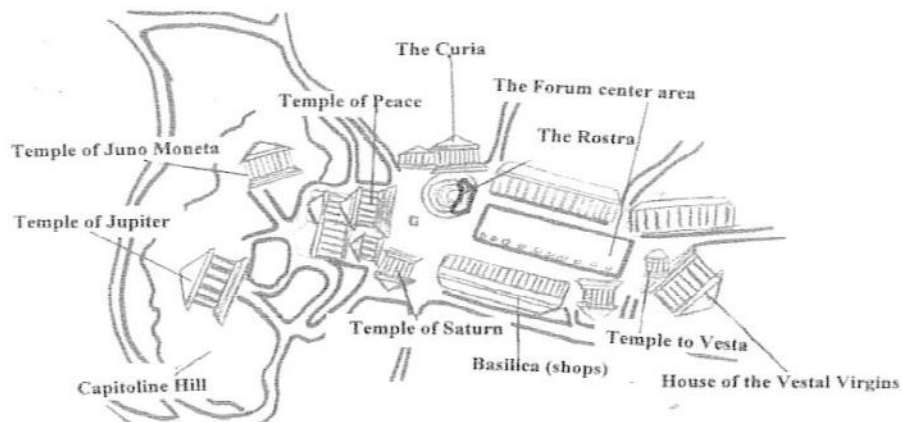 The Curia
The Forum center area
Temple of Peace
The Rostra
Temple of Juno Moneta
Temple of Jupiter
G
Temple of Saturn
Temple to Vesta
Basilica (shops)
Capitoline Hill
House of the Vestal Virgins